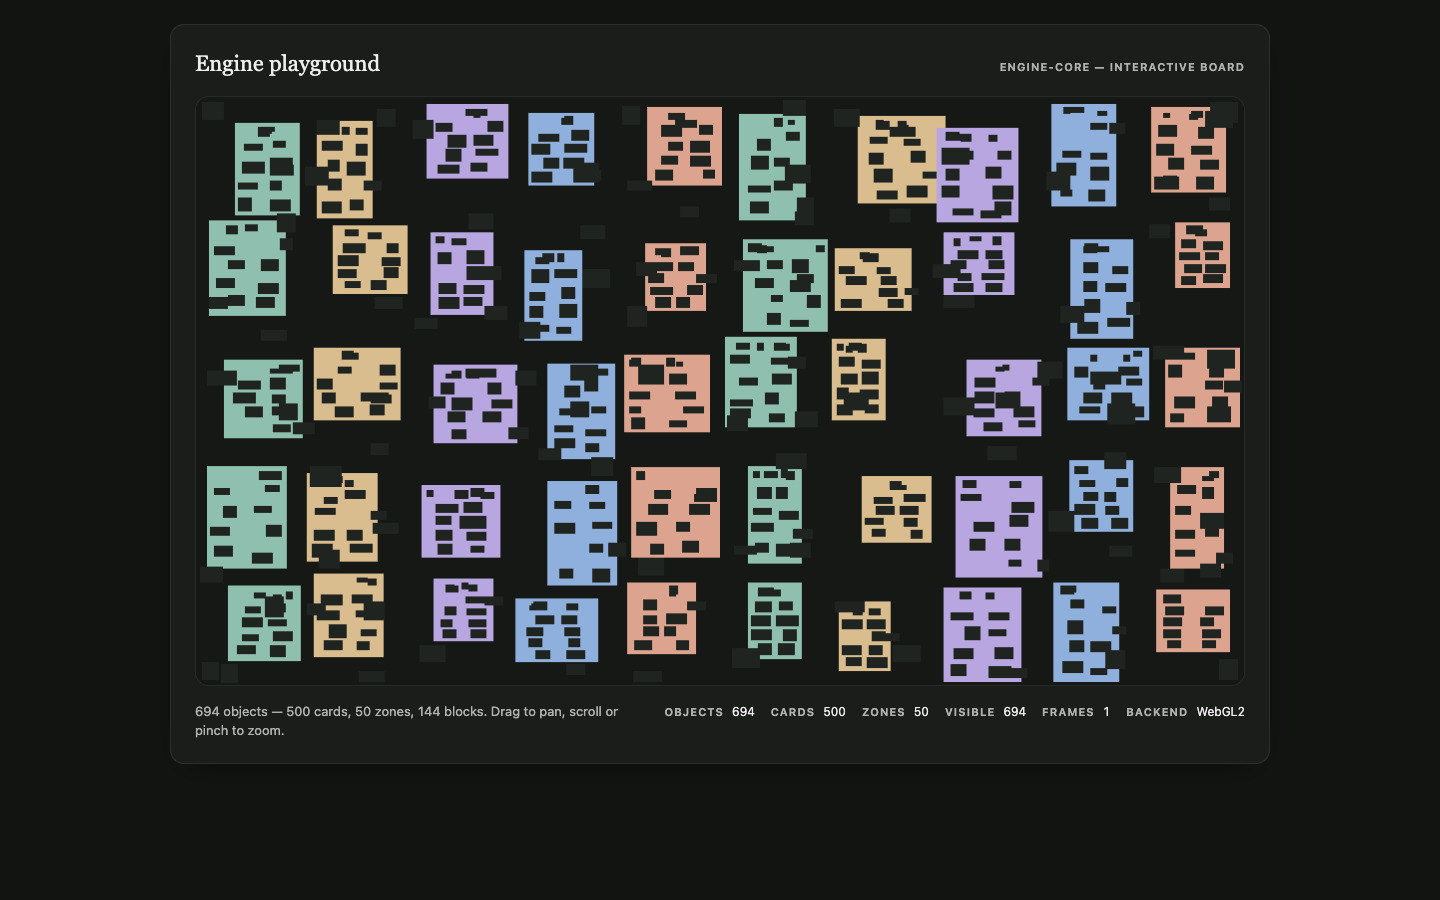 Engine playground
ENGINE-CORE — INTERACTIVE BOARD
694 objects — 500 cards, 50 zones, 144 blocks. Drag to pan, scroll or
pinch to zoom.
OBJECTS 694 CARDS 500 ZONES 50 VISIBLE 694 FRAMES 1 BACKEND WebGL2